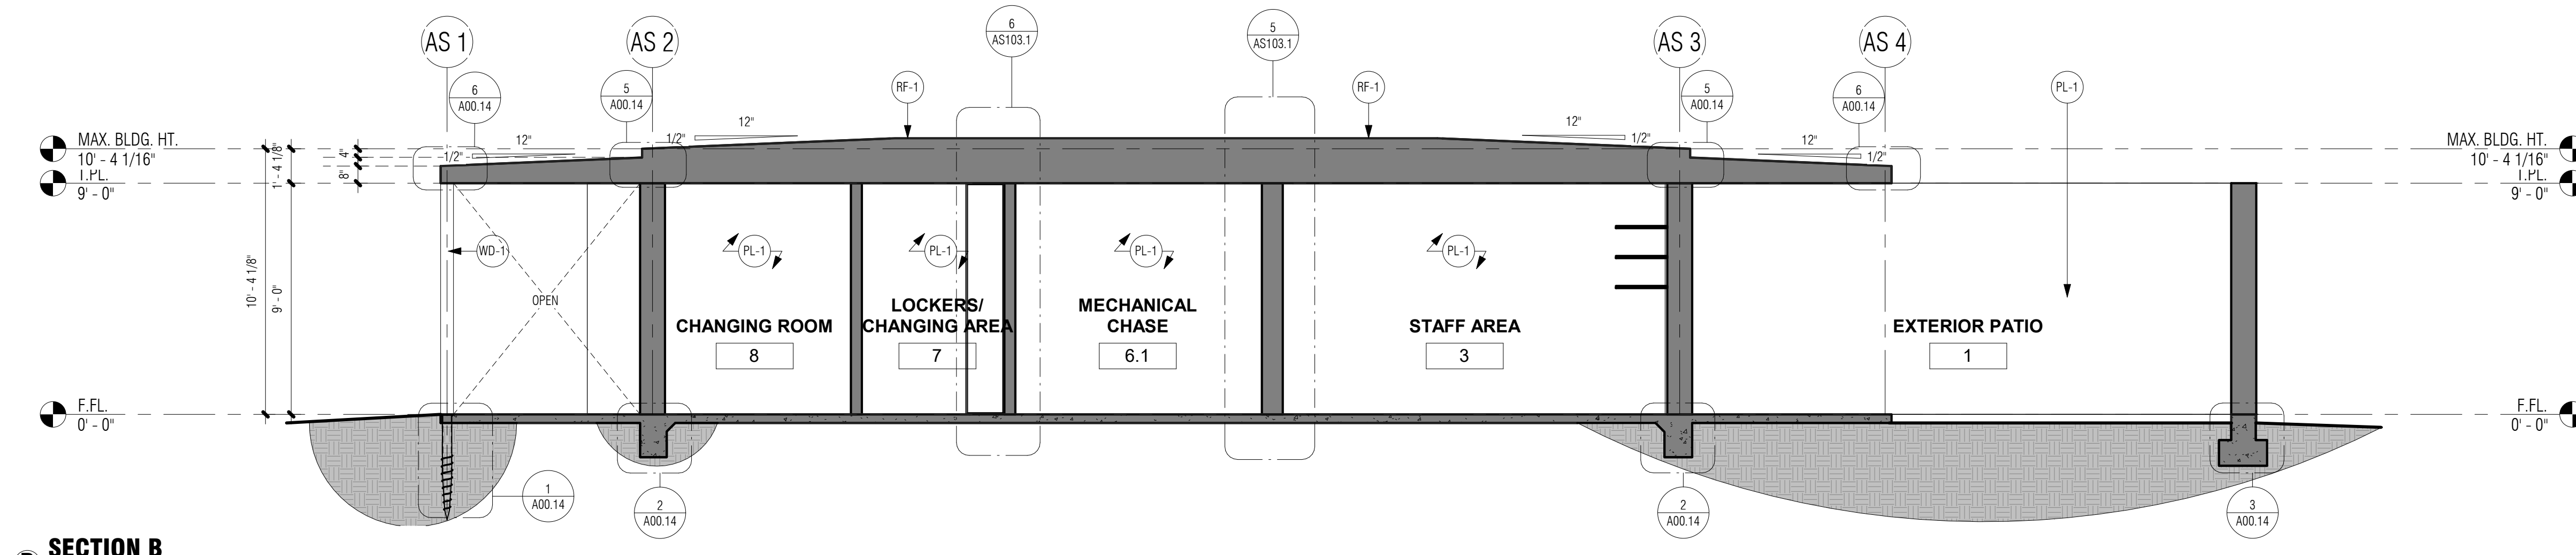 AS 1
AS 2
6
AS103.1
5
AS103.1
AS 3
AS 4
6
A00.14
5
A00.14
RF-1
RF-1
5
A00.14
6
A00.14
PL-1
12"
12"
12"
12"
1/2"
1/2"
1/2"
1/2"
MAX. BLDG. HT.
10' - 4 1/16"
T.PL.
9' - 0"
1' - 4 1/8"
4"
8"
MAX. BLDG. HT.
10' - 4 1/16"
T.PL.
9' - 0"
10' - 4 1/8"
9' - 0"
WD-1
OPEN
PL-1
PL-1
PL-1
PL-1
CHANGING ROOM
8
LOCKERS/
CHANGING AREA
7
MECHANICAL
CHASE
6.1
STAFF AREA
3
EXTERIOR PATIO
1
F.FL.
0' - 0"
F.FL.
0' - 0"
1
A00.14
2
A00.14
2
A00.14
3
A00.14
SECTION B